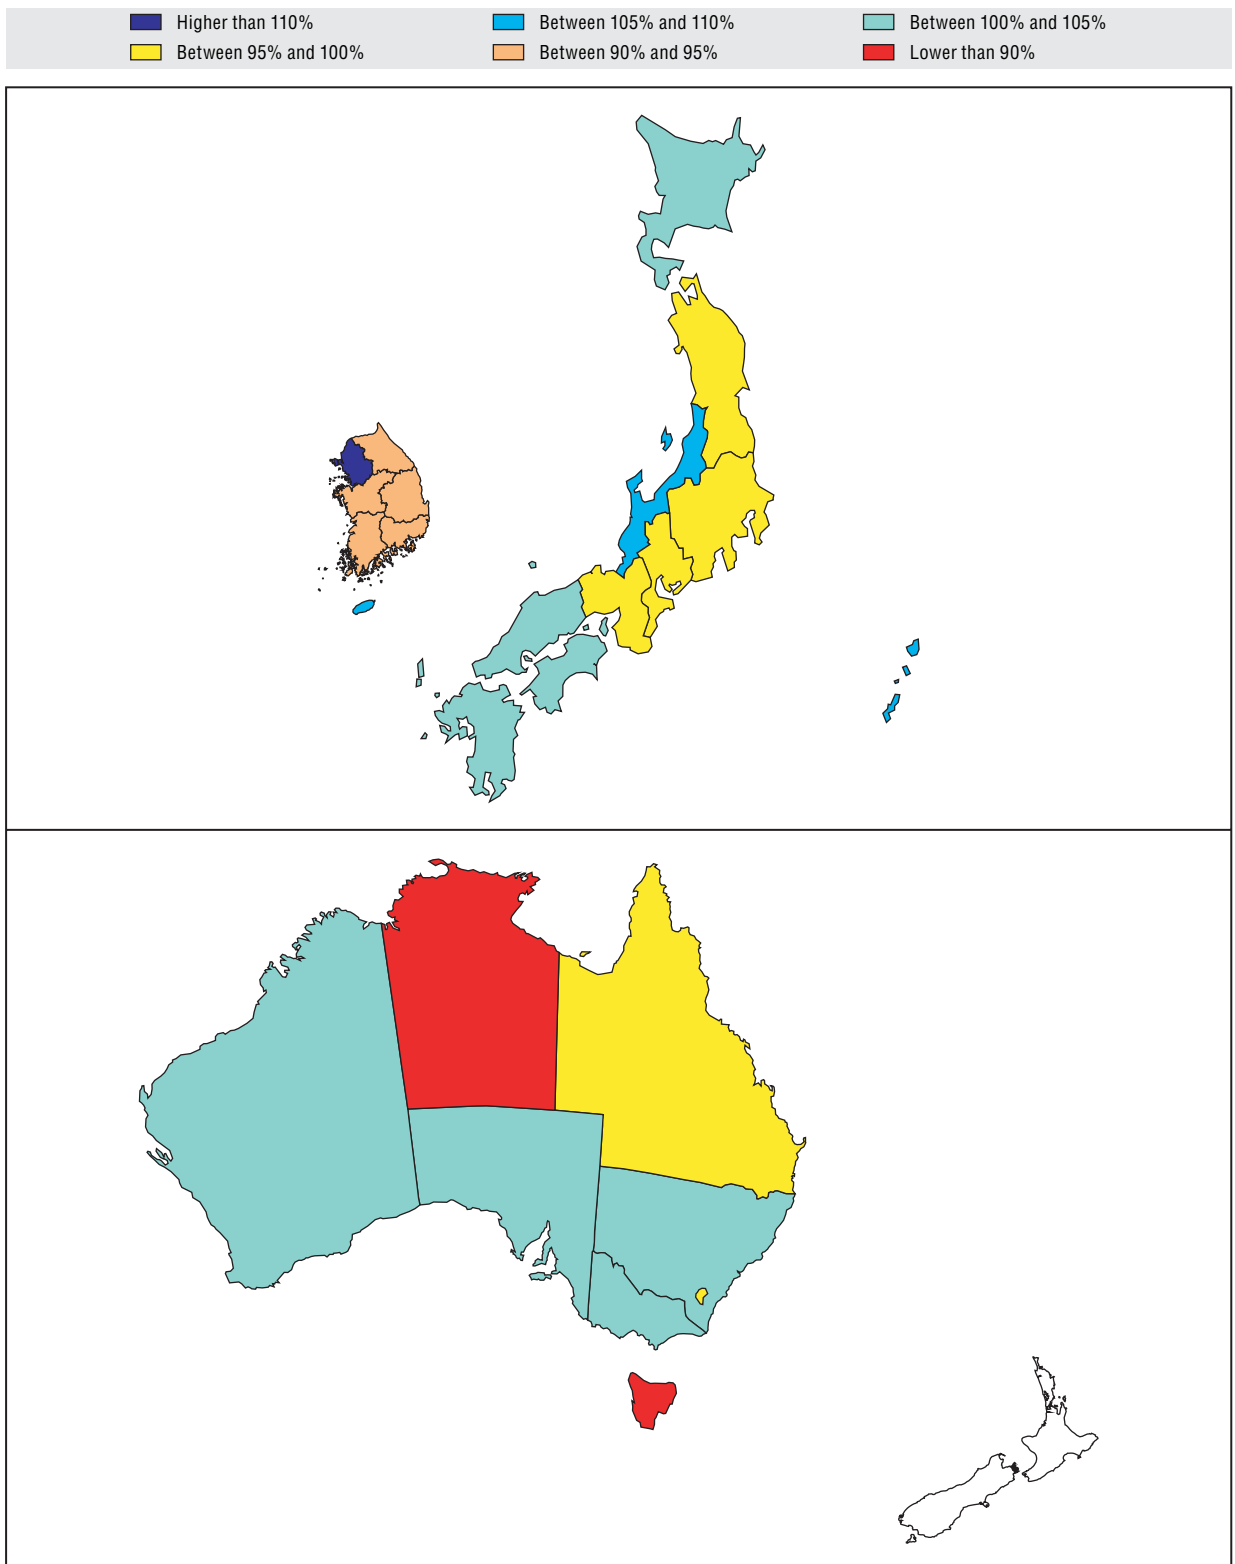 Higher than 110% Between 105% and 110% Between 100% and 105%
Between 95% and 100% Between 90% and 95% Lower than 90%